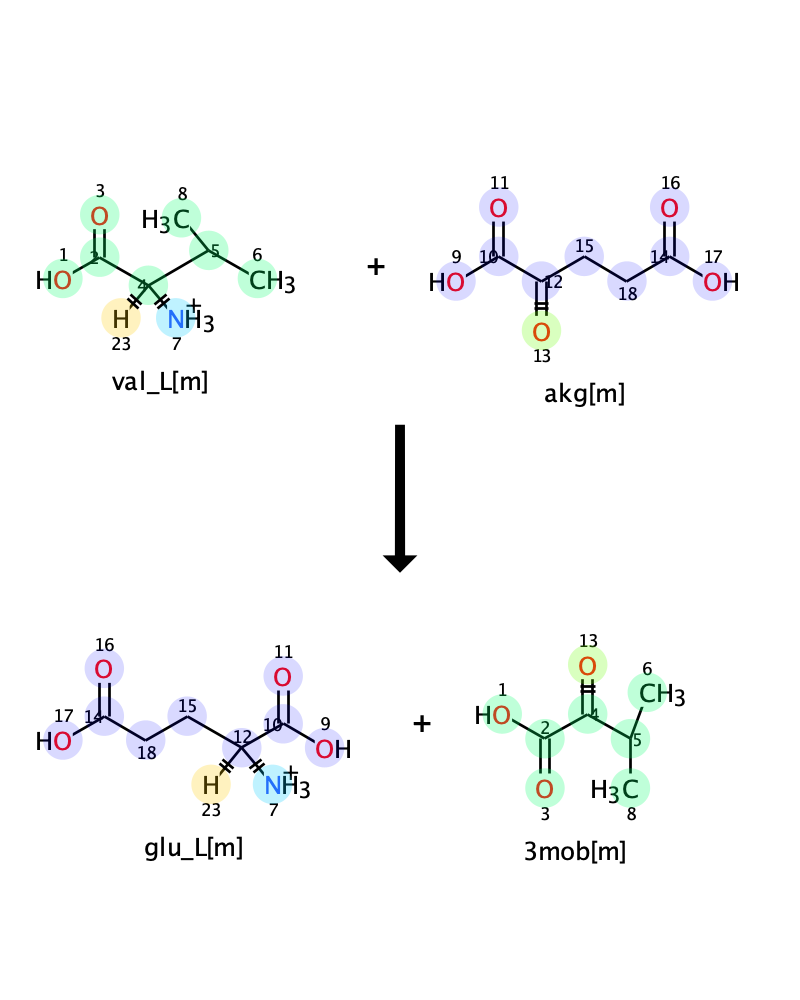 3 8 11 16
O H3C O O
1 2 5 6 9 10 15 14 17
HO 4 CH3 + HO 12 18 OH
H NH3+ O
23 7 13
val_L[m] akg[m]
16 11 13
O O O 6
17 14 15 10 9 1 CH3
HO 18 12 OH + HO 2 4 5
H NH3+ O H3C
23 7 3 8
glu_L[m] 3mob[m]